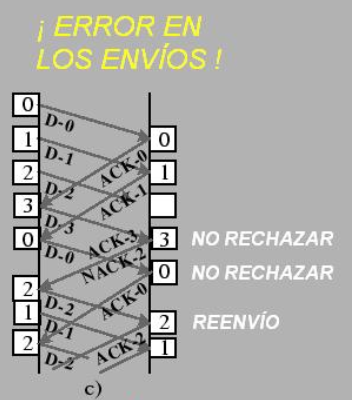 ¡ ERROR EN
LOS ENVÍOS !
0
D-0
1
0
D-1
ACK-0
2
1
D-2
ACK-1
3
D-3
ACK-3
3 NO RECHAZAR
0
D-0
NACK-2
0 NO RECHAZAR
2
ACK-0
D-2
1
2 REENVÍO
D-1
2
ACK-2
1
D-2
c)